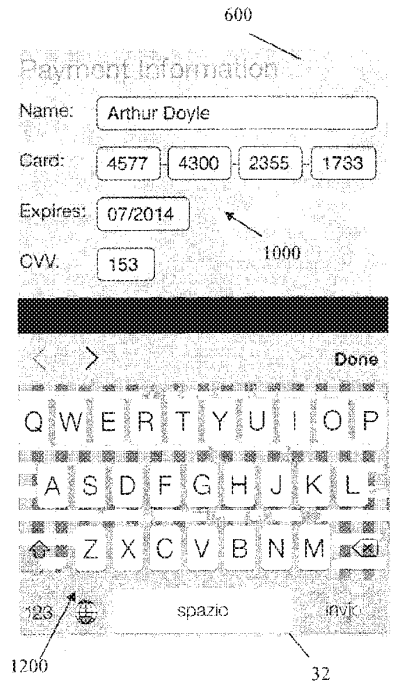 600
Payment Information
Name: Arthur Doyle
Card: 4577 - 4300 - 2355 - 1733
Expires: 07/2014
1000
CVV. 153
< > Done
Q W E R T Y U I O P
A S D F G H J K L
Z X C V B N M
123 spazio invio
1200
32